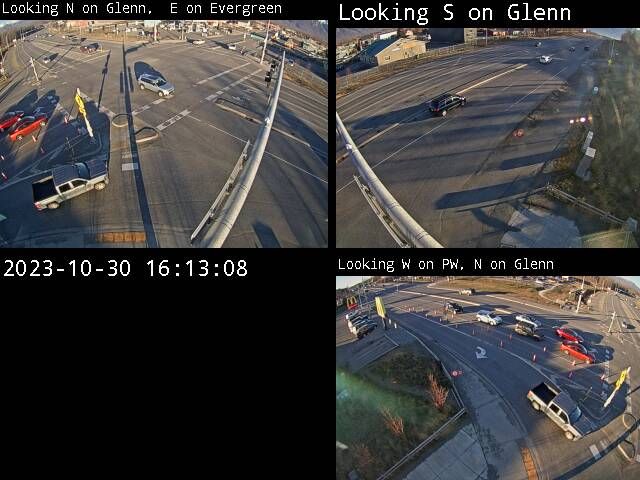 Looking N on Glenn,  E on Evergreen
Looking S on Glenn
2023-10-30 16:13:08
Looking W on PW, N on Glenn